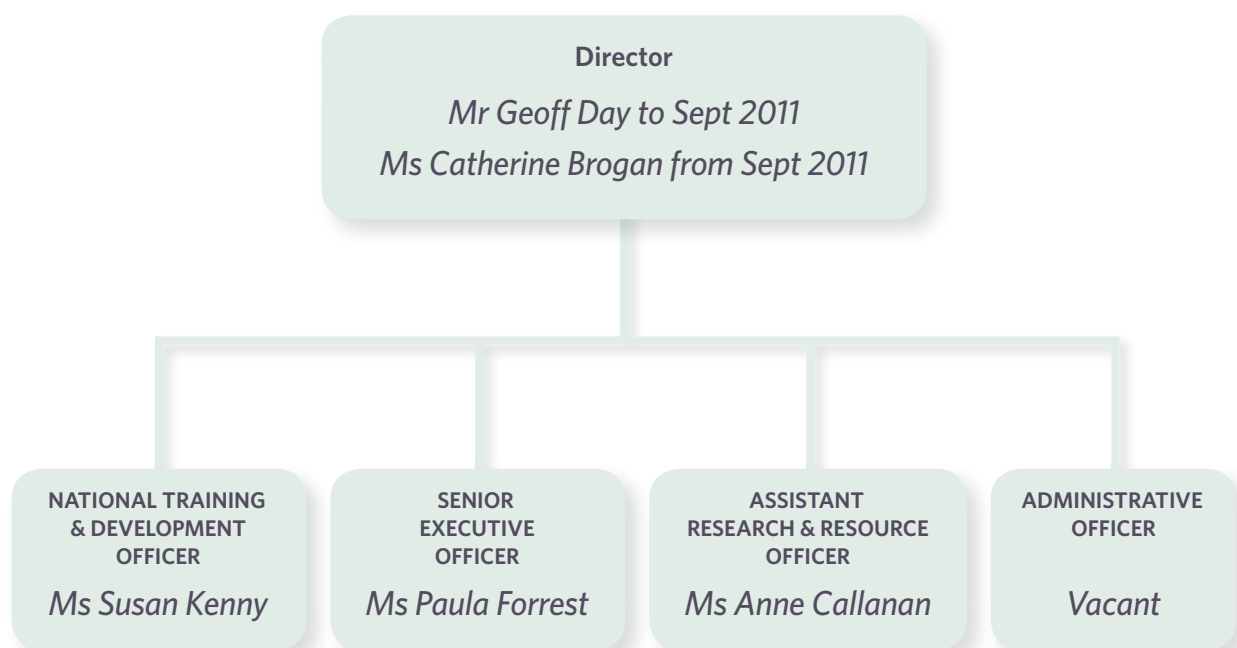 Director
Mr Geoff Day to Sept 2011
Ms Catherine Brogan from Sept 2011
NATIONAL TRAINING
& DEVELOPMENT
OFFICER
Ms Susan Kenny
SENIOR
EXECUTIVE
OFFICER
Ms Paula Forrest
ASSISTANT
RESEARCH & RESOURCE
OFFICER
Ms Anne Callanan
ADMINISTRATIVE
OFFICER
Vacant